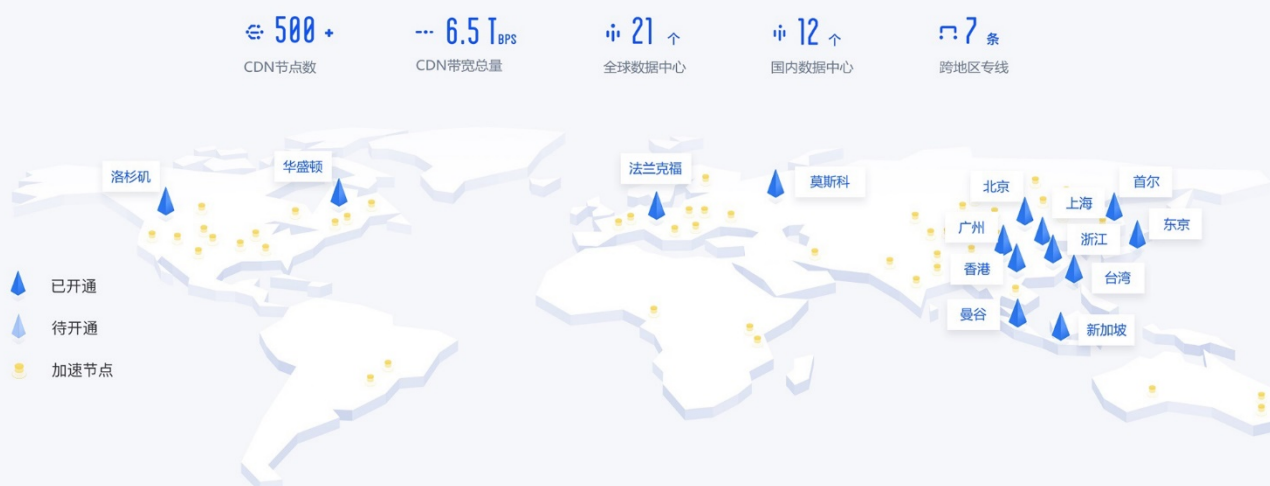 500 +
6.5 TBPS
21 个
12 个
7 条
CDN节点数
CDN带宽总量
全球数据中心
国内数据中心
跨地区专线
洛杉矶
华盛顿
法兰克福
莫斯科
北京
首尔
上海
广州
东京
浙江
香港
台湾
曼谷
新加坡
已开通
待开通
加速节点